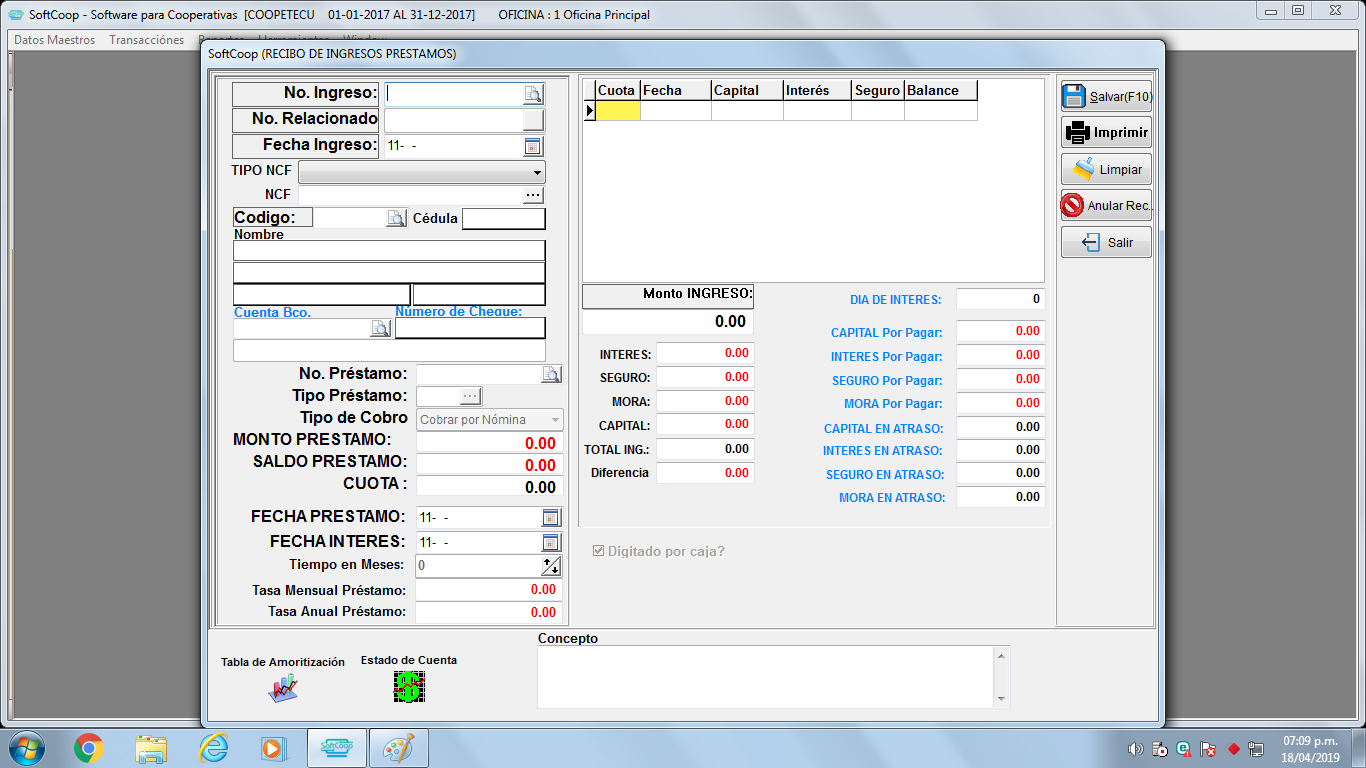 SoftCoop - Software para Cooperativas [COOPETECU 01-01-2017 AL 31-12-2017] OFICINA : 1 Oficina Principal
Datos Maestros Transacciónes Reportes Herramientas Window
SoftCoop (RECIBO DE INGRESOS PRESTAMOS)
No. Ingreso:
No. Relacionado
Fecha Ingreso: 11- -
TIPO NCF
NCF ...
Codigo: Cédula
Nombre
Cuenta Bco. Número de Cheque:
No. Préstamo:
Tipo Préstamo: ...
Tipo de Cobro Cobrar por Nómina
MONTO PRESTAMO: 0.00
SALDO PRESTAMO: 0.00
CUOTA : 0.00
FECHA PRESTAMO: 11- -
FECHA INTERES: 11- -
Tiempo en Meses: 0
Tasa Mensual Préstamo: 0.00
Tasa Anual Préstamo: 0.00
Cuota Fecha Capital Interés Seguro Balance
Monto INGRESO:
0.00
INTERES: 0.00
SEGURO: 0.00
MORA: 0.00
CAPITAL: 0.00
TOTAL ING.: 0.00
Diferencia 0.00
DIA DE INTERES: 0
CAPITAL Por Pagar: 0.00
INTERES Por Pagar: 0.00
SEGURO Por Pagar: 0.00
MORA Por Pagar: 0.00
CAPITAL EN ATRASO: 0.00
INTERES EN ATRASO: 0.00
SEGURO EN ATRASO: 0.00
MORA EN ATRASO: 0.00
Digitado por caja?
Salvar(F10)
Imprimir
Limpiar
Anular Rec..
Salir
Tabla de Amoritización
Estado de Cuenta
Concepto
SoftCoop
07:09 p.m.
18/04/2019